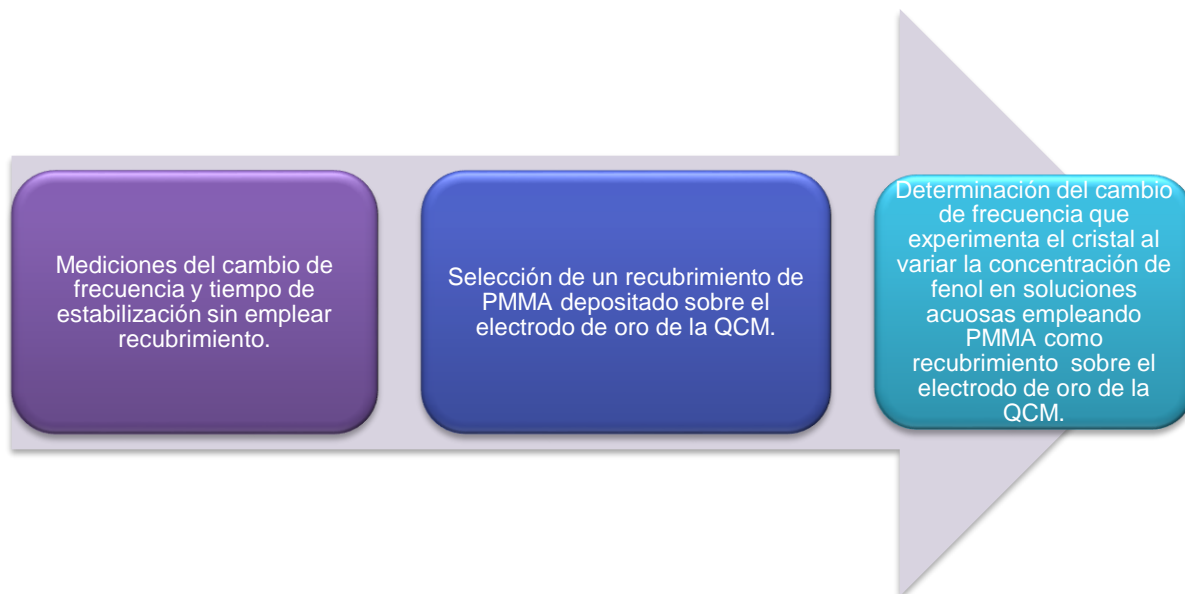 Mediciones del cambio de
frecuencia y tiempo de
estabilización sin emplear
recubrimiento.
Selección de un recubrimiento de
PMMA depositado sobre el
electrodo de oro de la QCM.
Determinación del cambio
de frecuencia que
experimenta el cristal al
variar la concentración de
fenol en soluciones
acuosas empleando
PMMA como
recubrimiento sobre el
electrodo de oro de la
QCM.